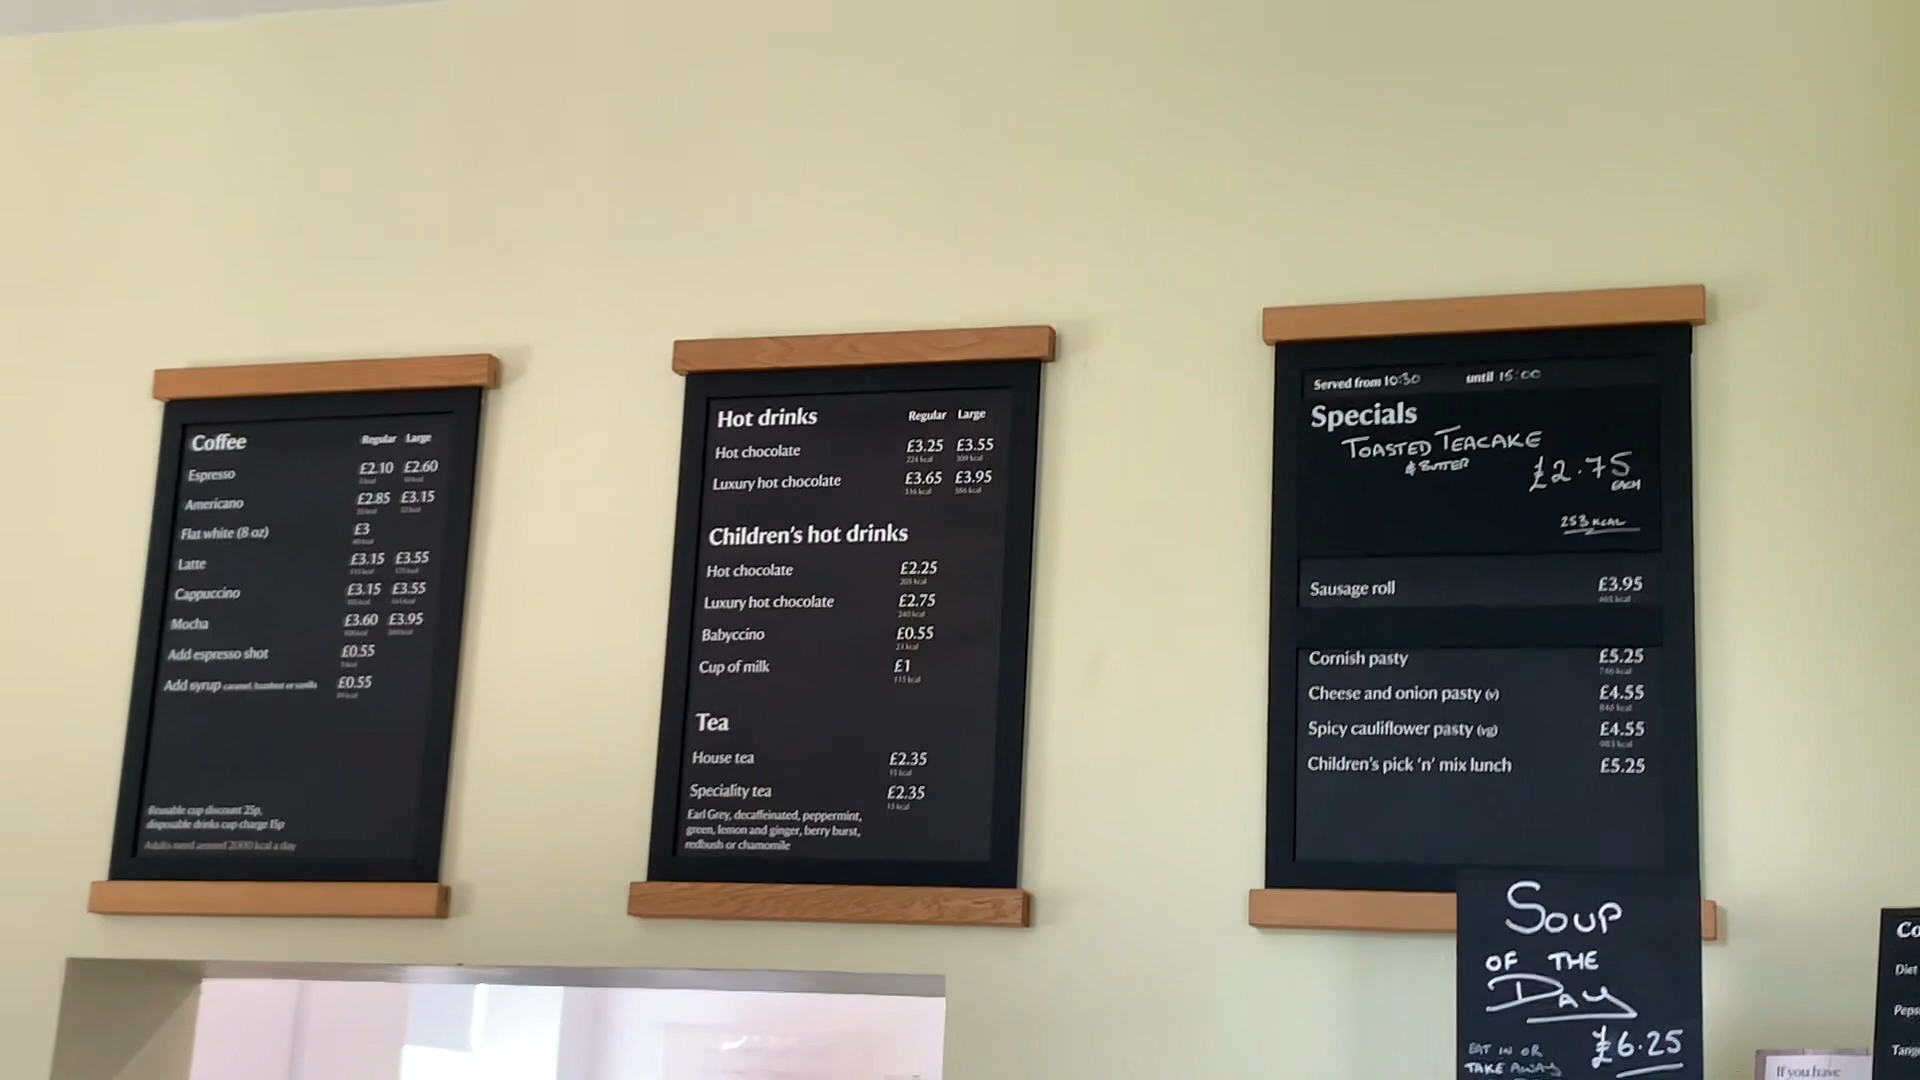 Coffee Regular Large
Espresso £2.10 £2.60
Americano £2.85 £3.15
Flat white (8 oz) £3
Latte £3.15 £3.55
Cappuccino £3.15 £3.55
Mocha £3.60 £3.95
Add espresso shot £0.55
Add syrup caramel, hazelnut or vanilla £0.55
Reusable cup discount 25p,
disposable drinks cup charge 15p
Adults need around 2000 kcal a day
Hot drinks Regular Large
Hot chocolate £3.25 £3.55
224 kcal 309 kcal
Luxury hot chocolate £3.65 £3.95
316 kcal 386 kcal
Children's hot drinks
Hot chocolate £2.25
205 kcal
Luxury hot chocolate £2.75
240 kcal
Babyccino £0.55
21 kcal
Cup of milk £1
115 kcal
Tea
House tea £2.35
15 kcal
Speciality tea £2.35
15 kcal
Earl Grey, decaffeinated, peppermint,
green, lemon and ginger, berry burst,
redbush or chamomile
Served from 10:30 until 15:00
Specials
TOASTED TEACAKE
& BUTTER
£2.75
EACH
253 KCAL
Sausage roll £3.95
Cornish pasty £5.25
746 kcal
Cheese and onion pasty (v) £4.55
846 kcal
Spicy cauliflower pasty (vg) £4.55
Children's pick 'n' mix lunch £5.25
SOUP
OF THE
DAY
£6.25
EAT IN OR
TAKE AWAY
Co
Diet
Peps
Tang
If you have